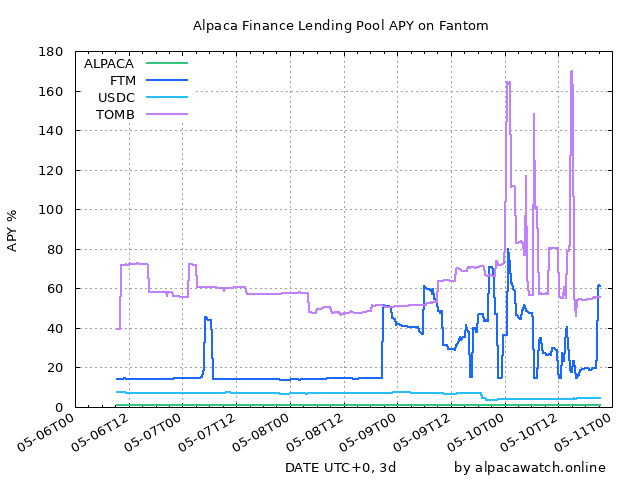 Alpaca Finance Lending Pool APY on Fantom
180
160
140
120
100
80
60
40
20
0
APY %
ALPACA
FTM
USDC
TOMB
05-06T00
05-06T12
05-07T00
05-07T12
05-08T00
05-08T12
05-09T00
05-09T12
05-10T00
05-10T12
05-11T00
DATE UTC+0, 3d
by alpacawatch.online